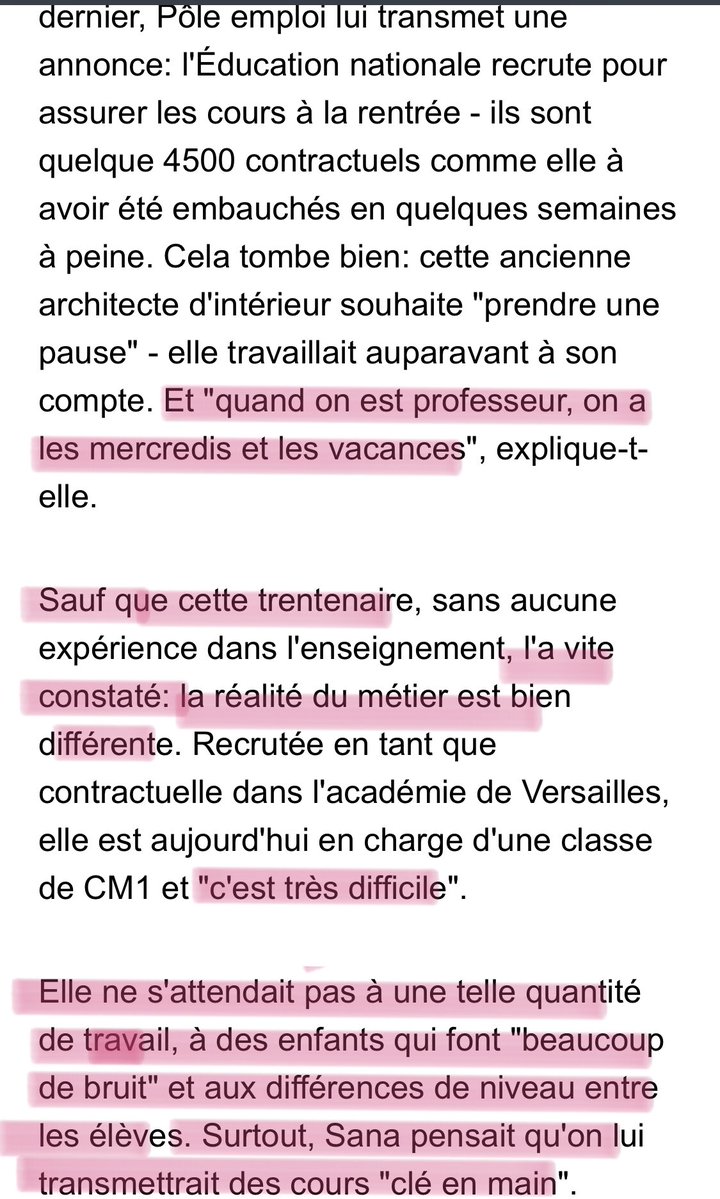 dernier, Pôle emploi lui transmet une
annonce: l'Éducation nationale recrute pour
assurer les cours à la rentrée - ils sont
quelque 4500 contractuels comme elle à
avoir été embauchés en quelques semaines
à peine. Cela tombe bien: cette ancienne
architecte d'intérieur souhaite "prendre une
pause" - elle travaillait auparavant à son
compte. Et "quand on est professeur, on a
les mercredis et les vacances", explique-t-
elle.
Sauf que cette trentenaire, sans aucune
expérience dans l'enseignement, l'a vite
constaté: la réalité du métier est bien
différente. Recrutée en tant que
contractuelle dans l'académie de Versailles,
elle est aujourd'hui en charge d'une classe
de CM1 et "c'est très difficile".
Elle ne s'attendait pas à une telle quantité
de travail, à des enfants qui font "beaucoup
de bruit" et aux différences de niveau entre
les élèves. Surtout, Sana pensait qu'on lui
transmettrait des cours "clé en main".